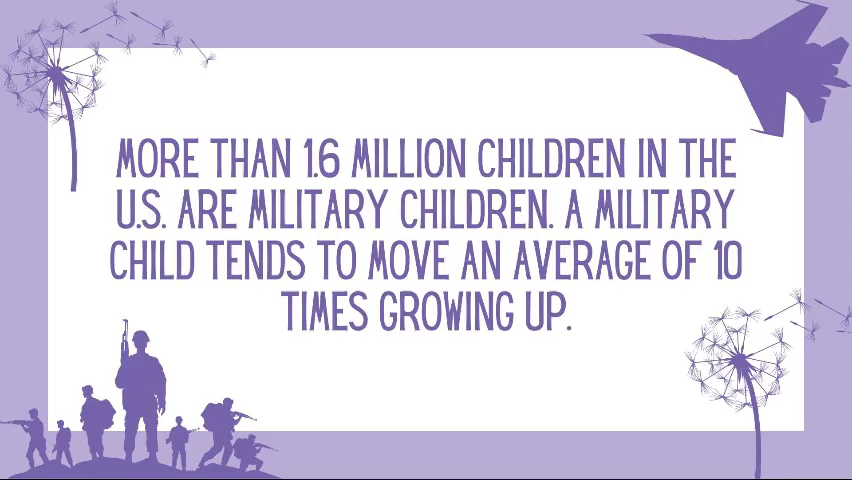 MORE THAN 1.6 MILLION CHILDREN IN THE
U.S. ARE MILITARY CHILDREN. A MILITARY
CHILD TENDS TO MOVE AN AVERAGE OF 10
TIMES GROWING UP.